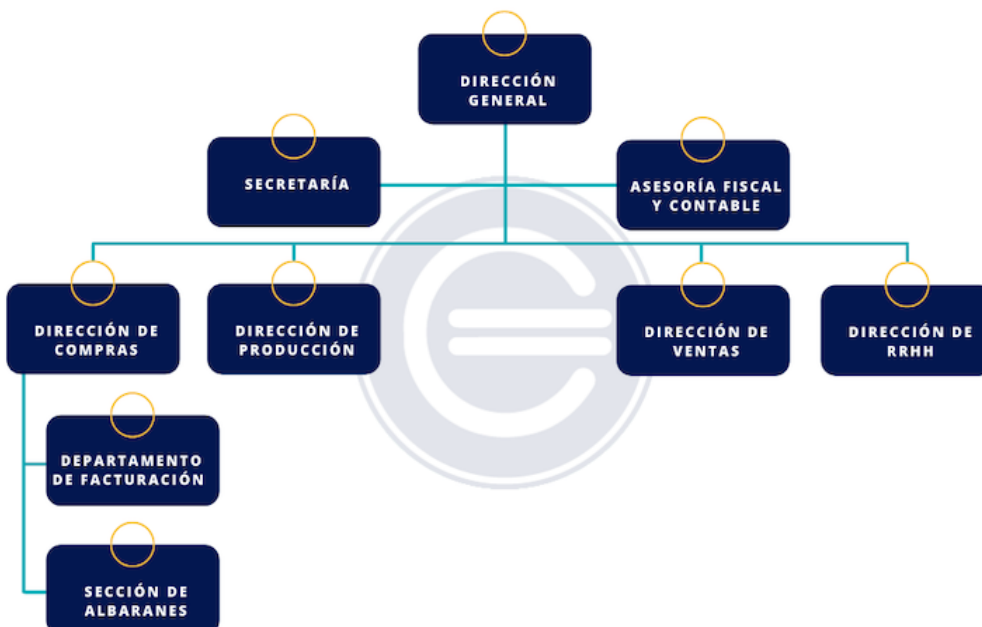 DIRECCIÓN
GENERAL
SECRETARÍA
ASESORÍA FISCAL
Y CONTABLE
DIRECCIÓN DE
COMPRAS
DIRECCIÓN DE
PRODUCCIÓN
DIRECCIÓN DE
VENTAS
DIRECCIÓN DE
RRHH
DEPARTAMENTO
DE FACTURACIÓN
SECCIÓN DE
ALBARANES